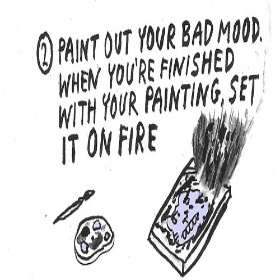 ② PAINT OUT YOUR BAD MOOD.
WHEN YOU'RE FINISHED
WITH YOUR PAINTING, SET
IT ON FIRE